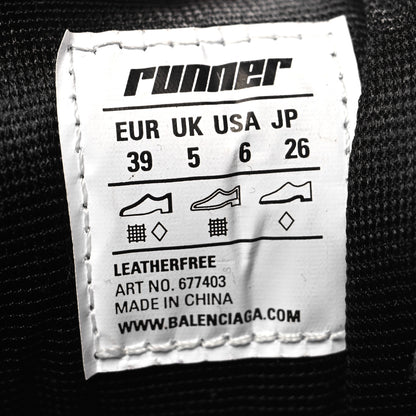 runner
EUR UK USA JP
39 5 6 26
LEATHERFREE
ART NO. 677403
MADE IN CHINA
WWW.BALENCIAGA.COM